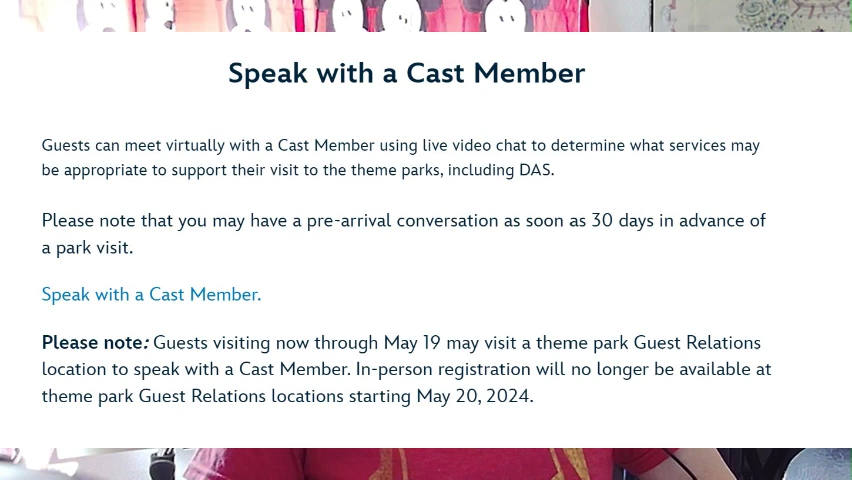 Speak with a Cast Member
Guests can meet virtually with a Cast Member using live video chat to determine what services may
be appropriate to support their visit to the theme parks, including DAS.
Please note that you may have a pre-arrival conversation as soon as 30 days in advance of
a park visit.
Speak with a Cast Member.
Please note: Guests visiting now through May 19 may visit a theme park Guest Relations
location to speak with a Cast Member. In-person registration will no longer be available at
theme park Guest Relations locations starting May 20, 2024.